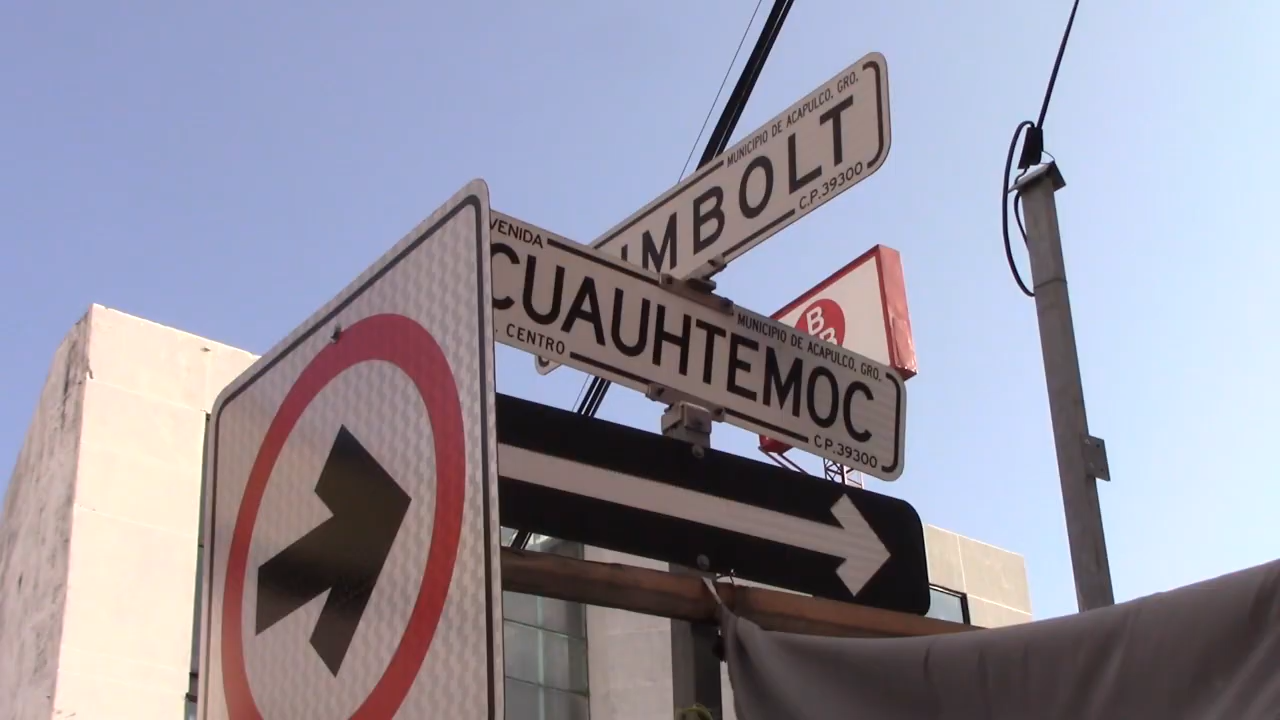 MUNICIPIO DE ACAPULCO, GRO.
IMBOLT
C.P.39300
VENIDA
CUAUHTEMOC
MUNICIPIO DE ACAPULCO, GRO.
. CENTRO
C.P.39300
B